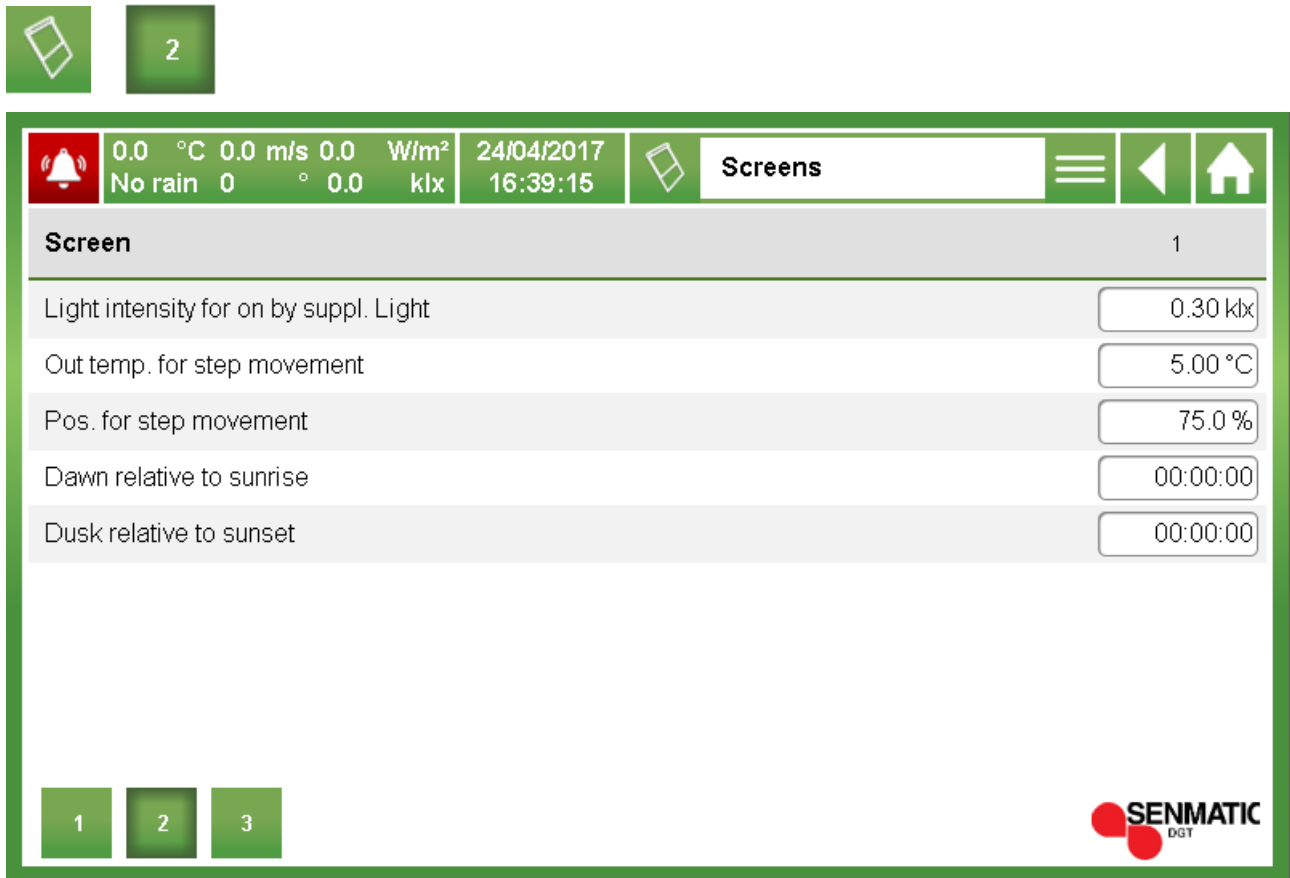 2
0.0 °C 0.0 m/s 0.0 W/m²
No rain 0 ° 0.0 klx
24/04/2017
16:39:15
Screens
Screen 1
Light intensity for on by suppl. Light 0.30 klx
Out temp. for step movement 5.00 °C
Pos. for step movement 75.0 %
Dawn relative to sunrise 00:00:00
Dusk relative to sunset 00:00:00
1 2 3
SENMATIC
DGT